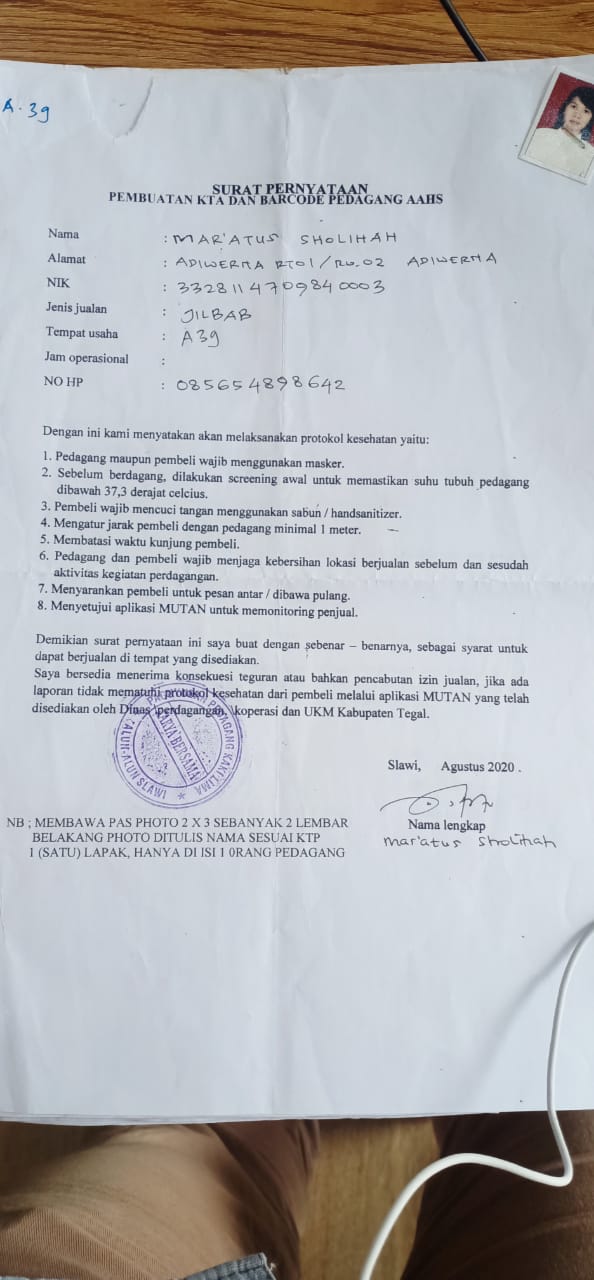 A.39
SURAT PERNYATAAN
PEMBUATAN KTA DAN BARCODE PEDAGANG AAHS
Nama : MAR'ATUS SHOLIHAH
Alamat : ADIWERNA RT01/RW.02 ADIWERNA
NIK : 3328114709840003
Jenis jualan : JILBAB
Tempat usaha : A39
Jam operasional :
NO HP : 085654898642
Dengan ini kami menyatakan akan melaksanakan protokol kesehatan yaitu:
1. Pedagang maupun pembeli wajib menggunakan masker.
2. Sebelum berdagang, dilakukan screening awal untuk memastikan suhu tubuh pedagang
dibawah 37,3 derajat celcius.
3. Pembeli wajib mencuci tangan menggunakan sabun / handsanitizer.
4. Mengatur jarak pembeli dengan pedagang minimal 1 meter.
5. Membatasi waktu kunjung pembeli.
6. Pedagang dan pembeli wajib menjaga kebersihan lokasi berjualan sebelum dan sesudah
aktivitas kegiatan perdagangan.
7. Menyarankan pembeli untuk pesan antar / dibawa pulang.
8. Menyetujui aplikasi MUTAN untuk memonitoring penjual.
Demikian surat pernyataan ini saya buat dengan sebenar – benarnya, sebagai syarat untuk
dapat berjualan di tempat yang disediakan.
Saya bersedia menerima konsekuesi teguran atau bahkan pencabutan izin jualan, jika ada
laporan tidak mematuhi protokol kesehatan dari pembeli melalui aplikasi MUTAN yang telah
disediakan oleh Dinas perdagangan, koperasi dan UKM Kabupaten Tegal.
PEDAGANG KAKI LIMA
KARYA BERSAMA
ALUN-ALUN SLAWI
Slawi, Agustus 2020 .
Nama lengkap
mar'atus sholihah
NB ; MEMBAWA PAS PHOTO 2 X 3 SEBANYAK 2 LEMBAR
BELAKANG PHOTO DITULIS NAMA SESUAI KTP
1 (SATU) LAPAK, HANYA DI ISI 1 0RANG PEDAGANG